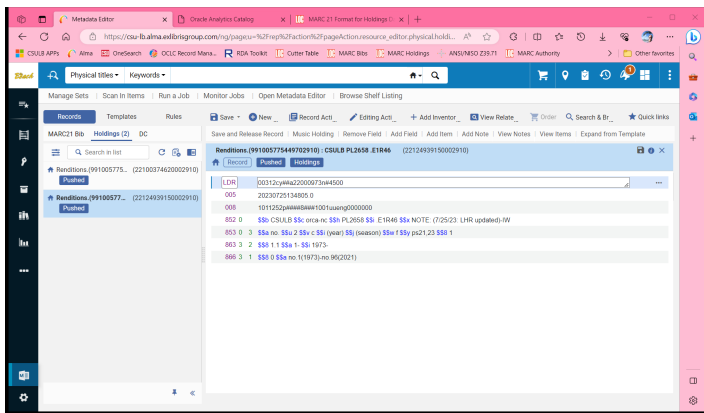 Metadata Editor
Oracle Analytics Catalog
MARC 21 Format for Holdings D
https://csu-lb.alma.exlibrisgroup.com/ng/page;u=%2Frep%2Faction%2FpageAction.resource_editor.physical.holdi...
CSULB APPs Alma OneSearch OCLC Record Mana... RDA Toolkit Cutter Table MARC Bibs MARC Holdings ANSI/NISO Z39.71 MARC Authority Other favorites
Beach Physical titles Keywords
Manage Sets Scan In Items Run a Job Monitor Jobs Open Metadata Editor Browse Shelf Listing
Records Templates Rules Save New Record Acti_ Editing Acti_ Add Inventor_ View Relate_ Order Search & Br_ Quick links
MARC21 Bib Holdings (2) DC Save and Release Record Music Holding Remove Field Add Field Add Item Add Note View Notes View Items Expand from Template
Search in list
Renditions.(991005775449702910) : CSULB PL2658 .E1R46 (22124939150002910)
Record Pushed Holdings
Renditions.(991005775.. (22100374620002910)
Pushed
Renditions.(99100577... (22124939150002910)
Pushed
LDR 00312cy##a22000973n#4500
005 20230725134805.0
008 1011252p####8###1001uueng0000000
852 0 $$b CSULB $$c orca-nc $$h PL2658 $$i .E1R46 $$x NOTE: (7/25/23: LHR updated)-IW
853 0 3 $$a no. $$u 2 $$v c $$i (year) $$j (season) $$w f $$y ps21,23 $$8 1
863 3 2 $$8 1.1 $$a 1- $$i 1973-
866 3 1 $$8 0 $$a no.1(1973)-no.96(2021)